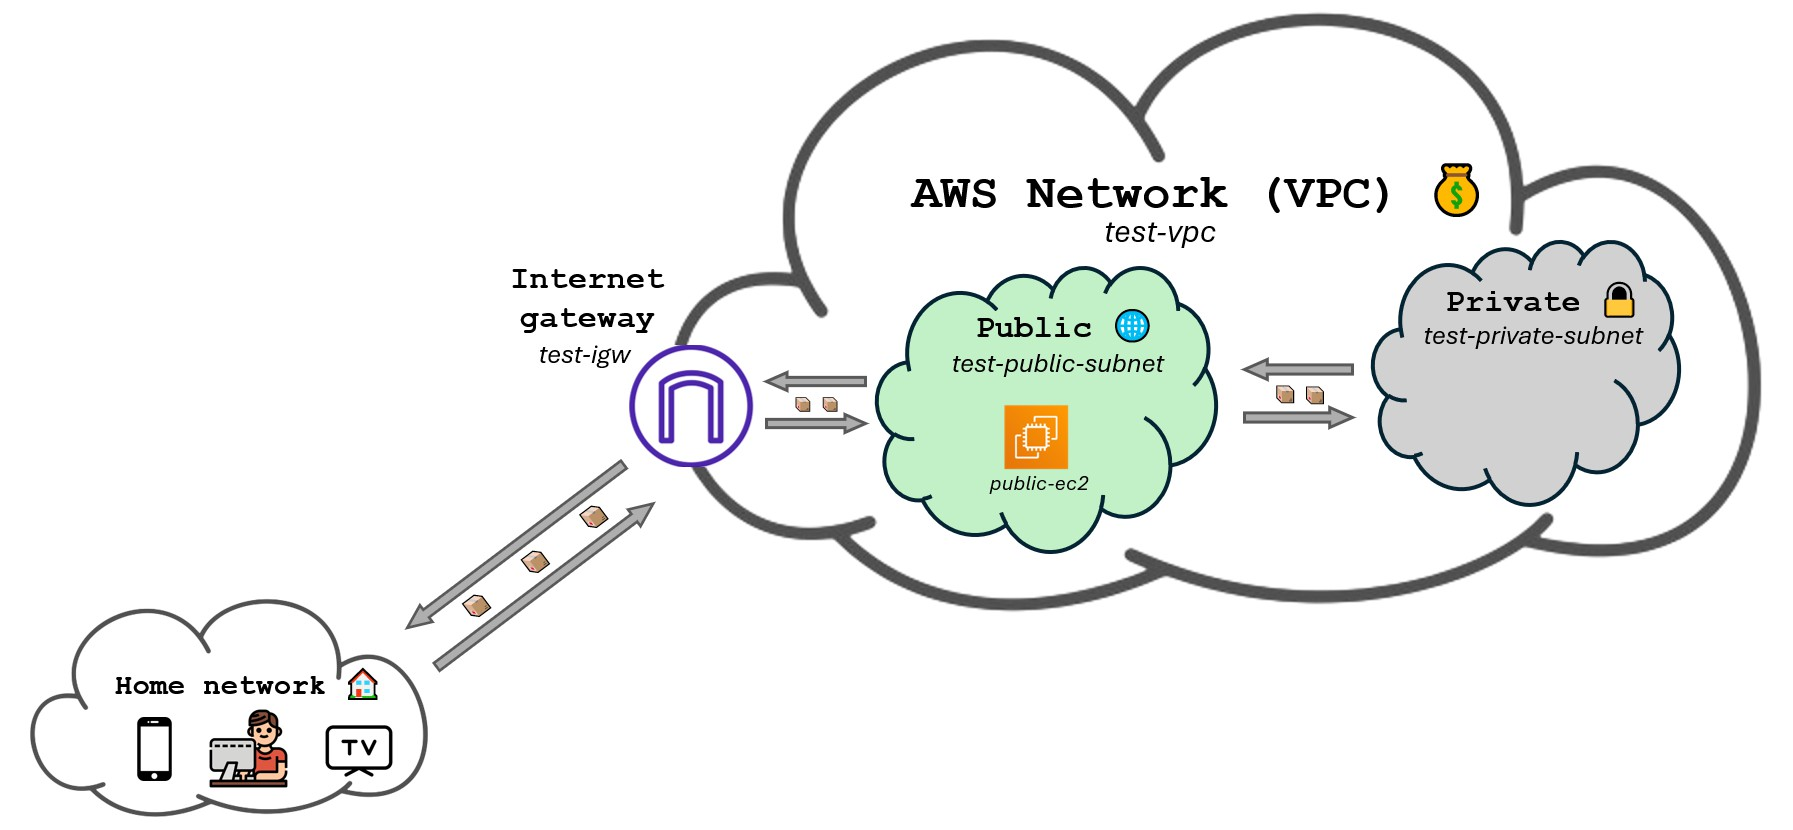 AWS Network (VPC)
test-vpc
Internet
gateway
test-igw
Public
test-public-subnet
public-ec2
Private
test-private-subnet
Home network
TV